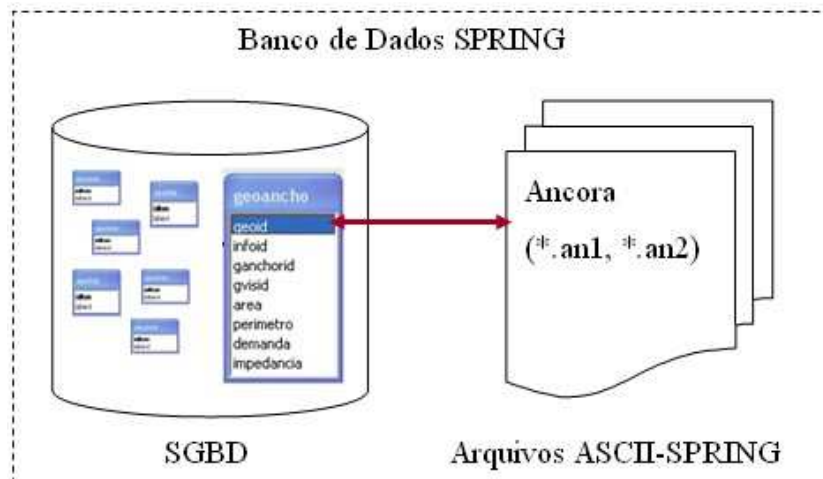 Banco de Dados SPRING
geoancho
geoid
infoid
ganchorid
gvisid
area
perimetro
demanda
impedancia
Ancora
(*.an1, *.an2)
SGBD
Arquivos ASCII-SPRING